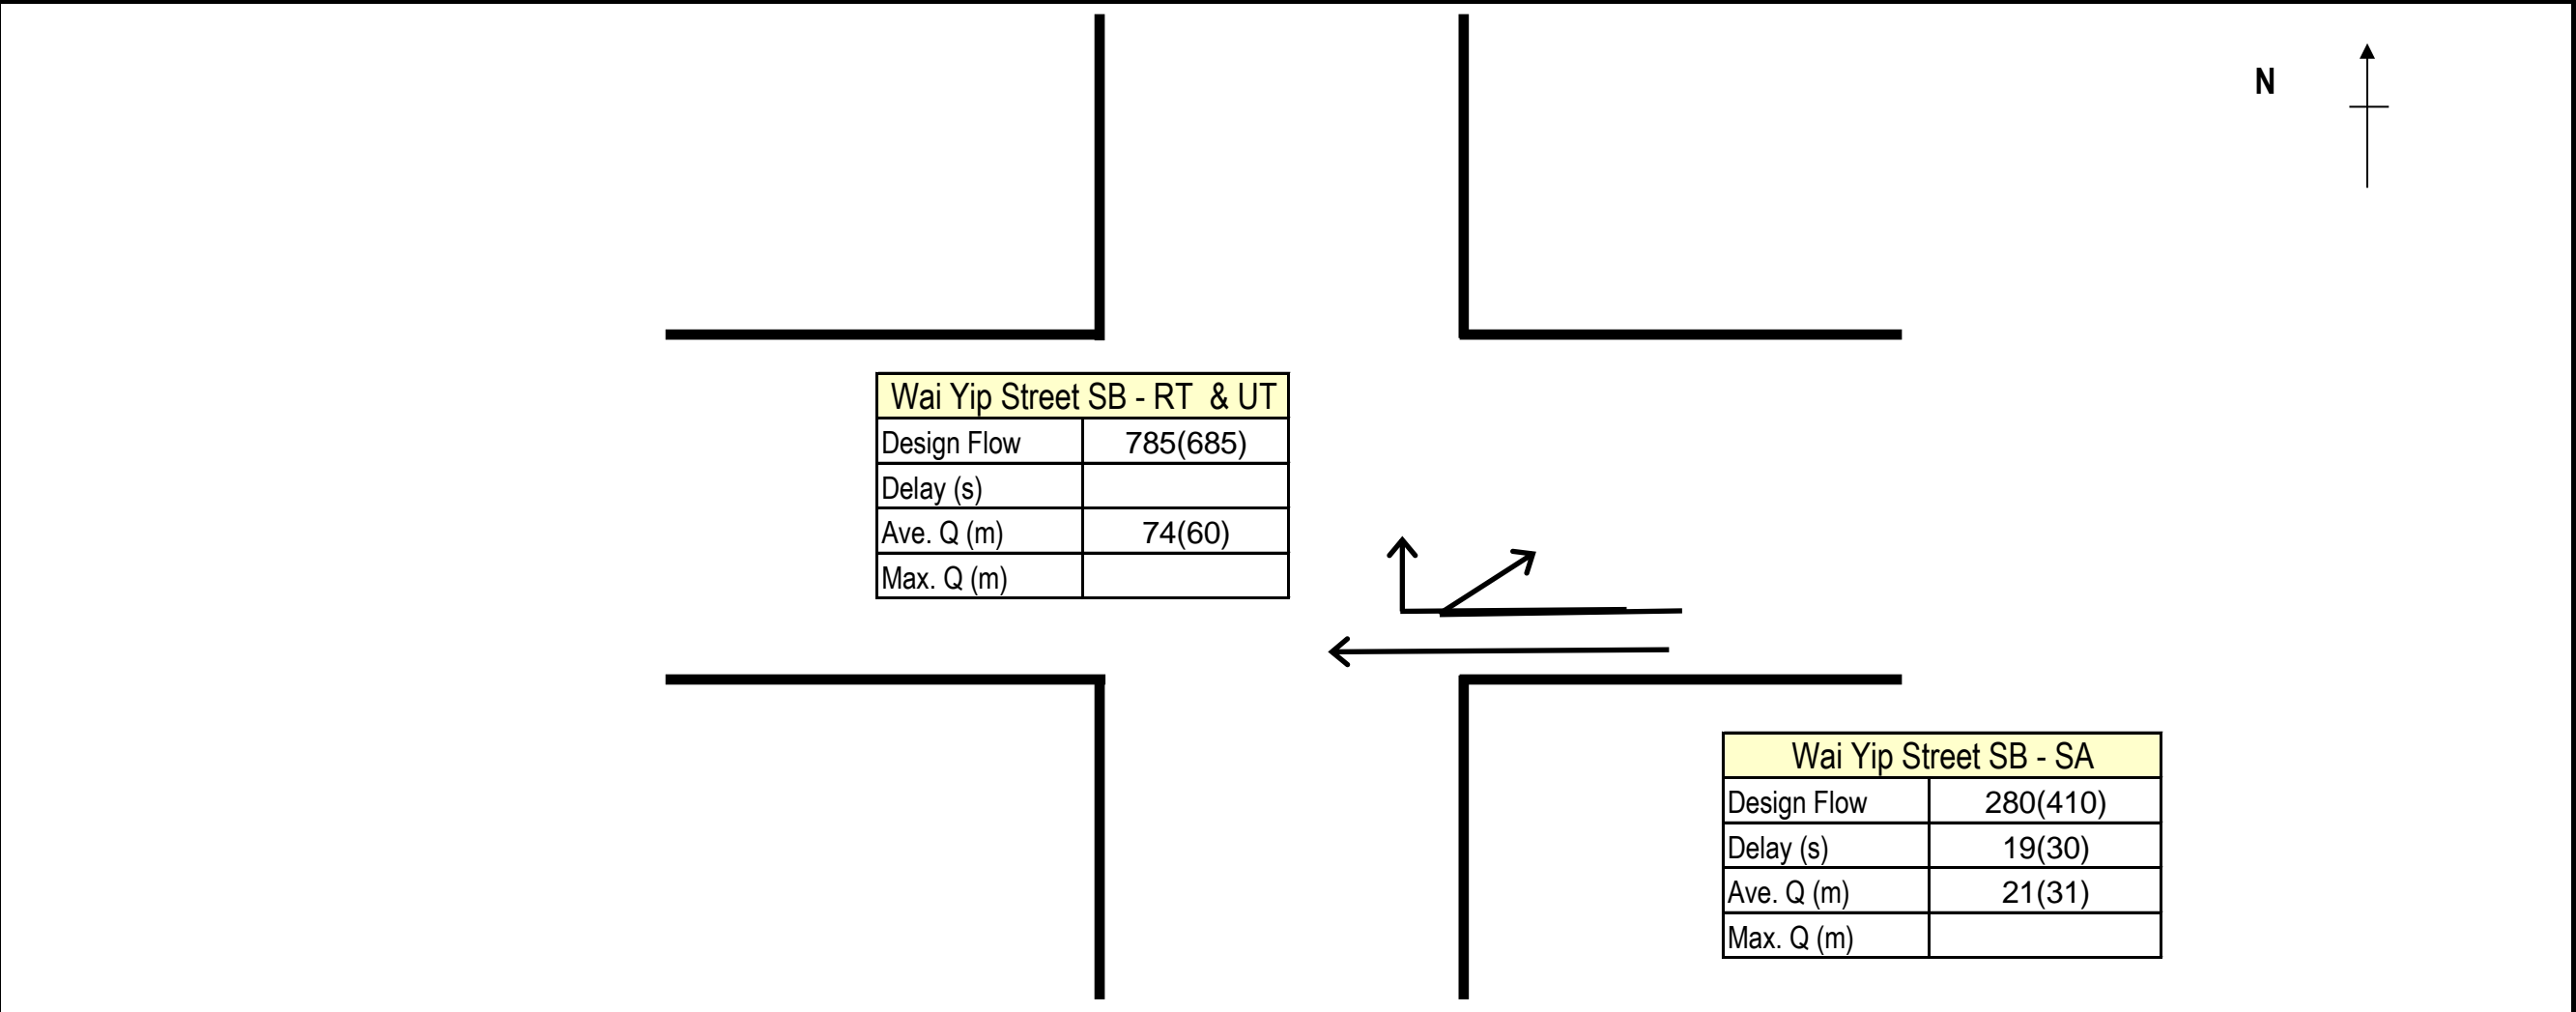 N
Wai Yip Street SB - RT & UT
Design Flow 785(685)
Delay (s)
Ave. Q (m) 74(60)
Max. Q (m)
Wai Yip Street SB - SA
Design Flow 280(410)
Delay (s) 19(30)
Ave. Q (m) 21(31)
Max. Q (m)